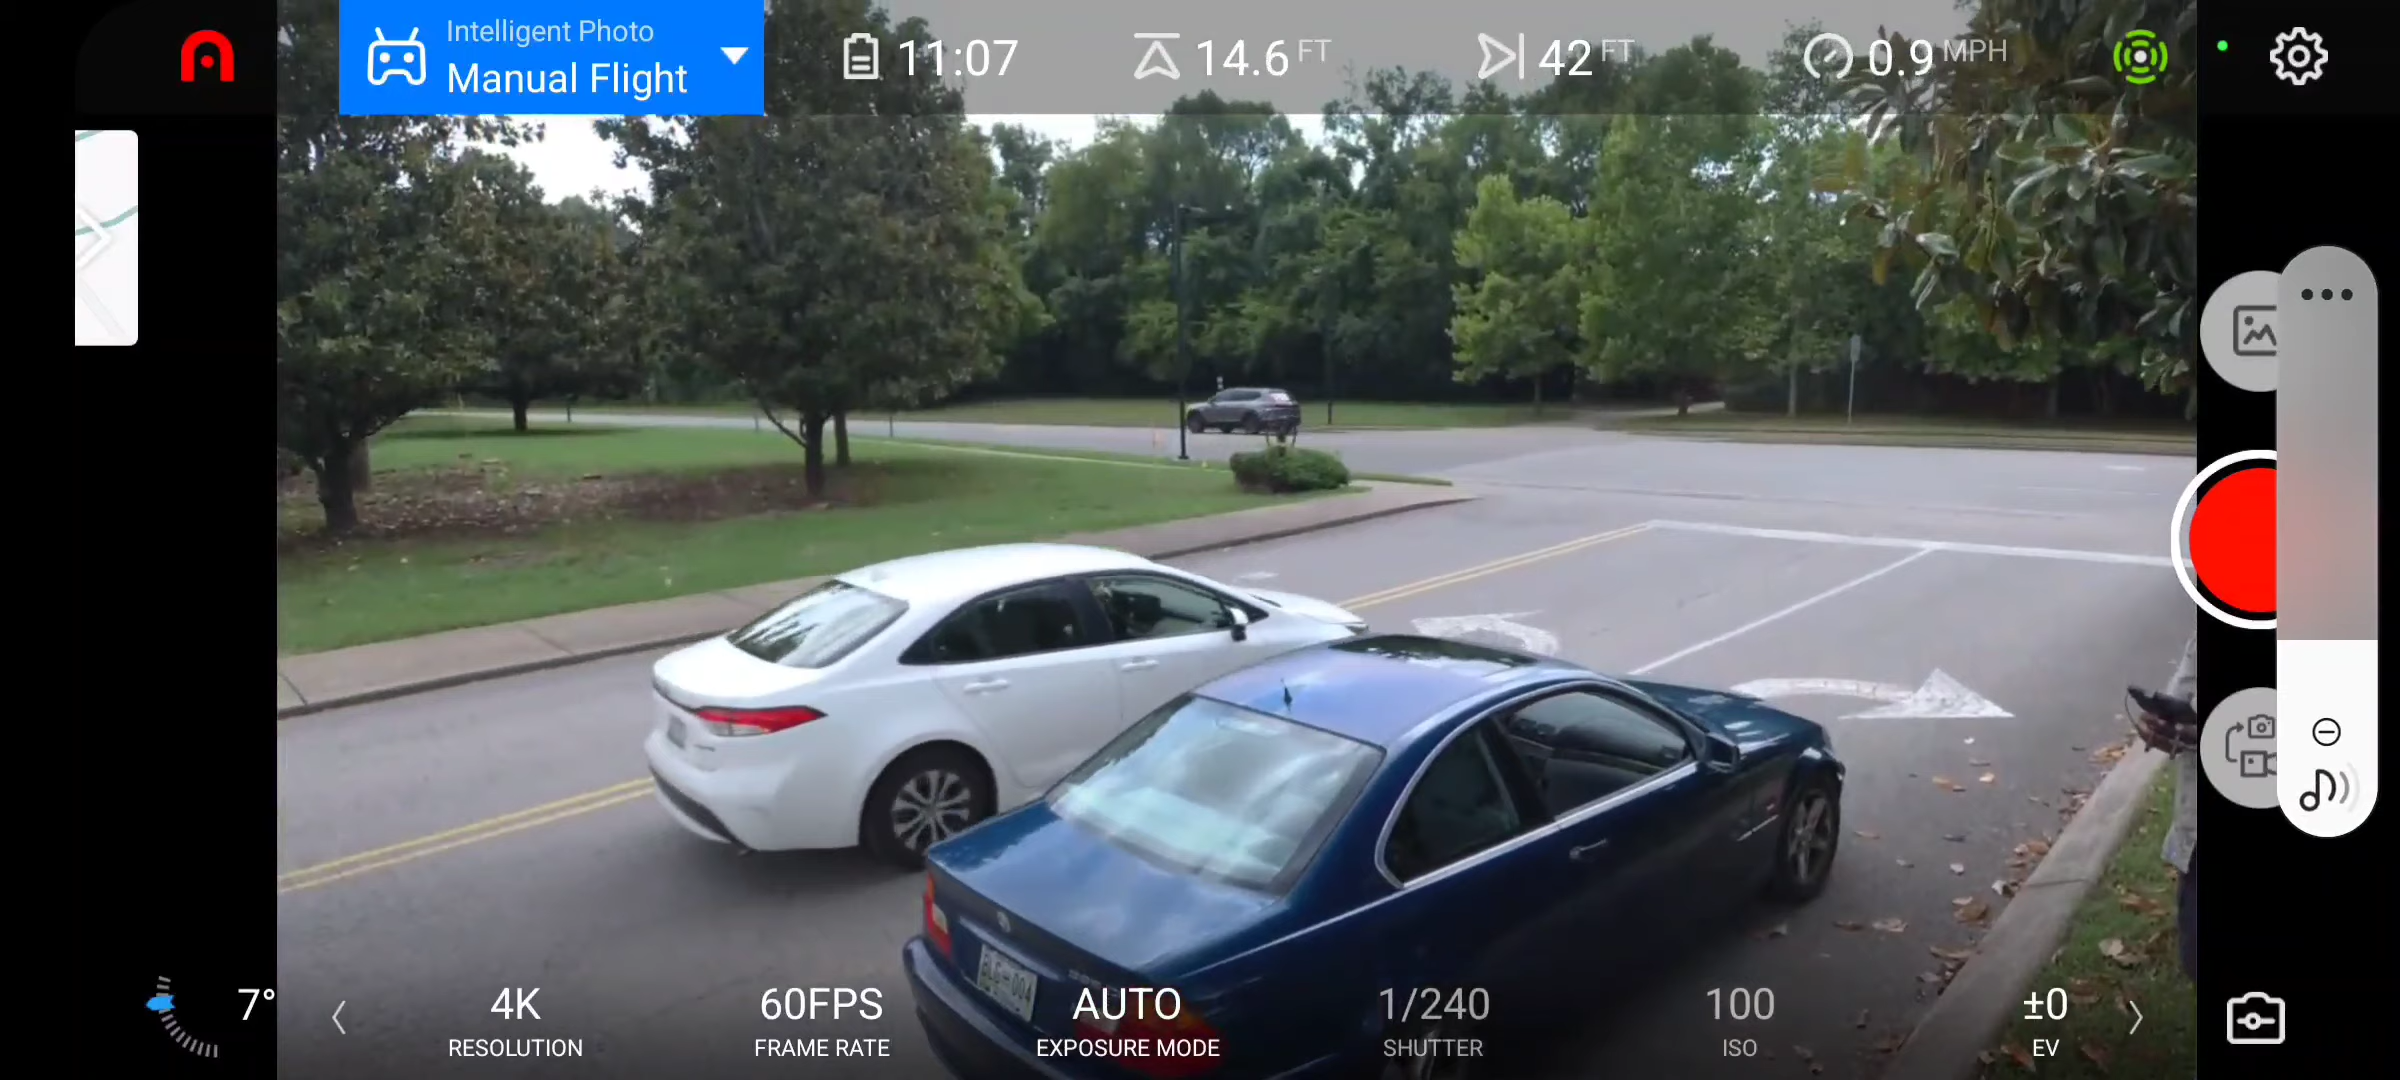 Intelligent Photo
Manual Flight
11:07
14.6 FT
42 FT
0.9 MPH
7°
4K
RESOLUTION
60FPS
FRAME RATE
AUTO
EXPOSURE MODE
1/240
SHUTTER
100
ISO
±0
EV